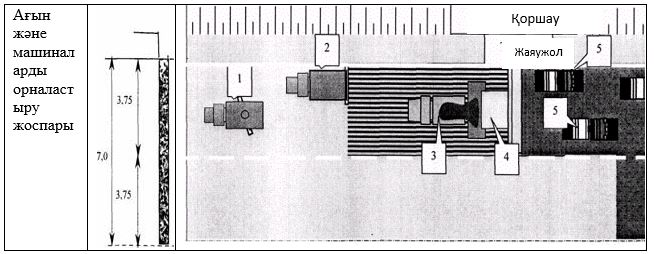 Ағын
және
машинал
арды
орналаст
ыру
жоспары
3,75
7,0
3,75
Қоршау
Жаяужол
1
2
3
4
5
5